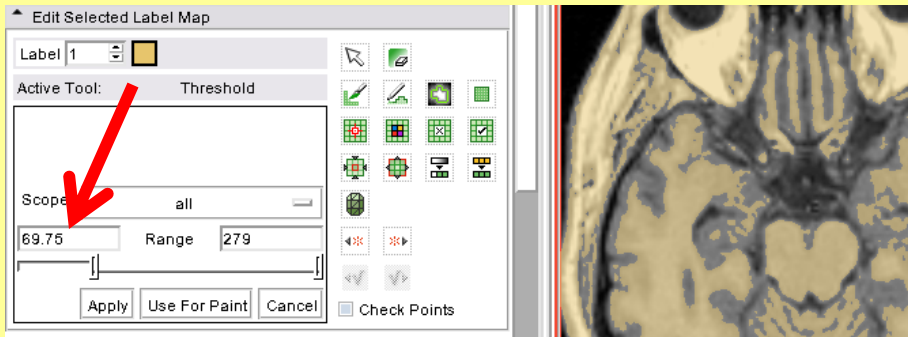 Edit Selected Label Map
Label 1
Active Tool: Threshold
Scope all
69.75 Range 279
Apply Use For Paint Cancel
Check Points